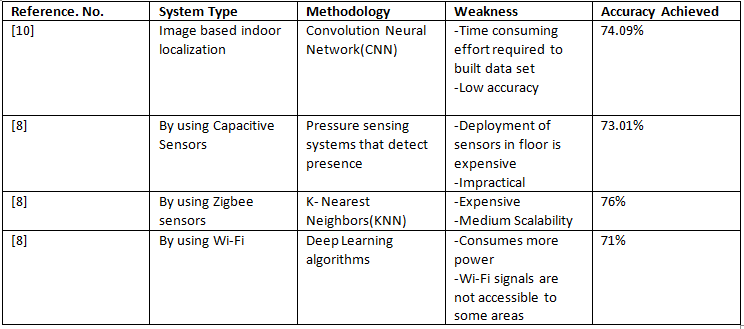 Reference. No. System Type Methodology Weakness Accuracy Achieved
[10] Image based indoor Convolution Neural -Time consuming 74.09%
localization Network(CNN) effort required to
built data set
-Low accuracy
[8] By using Capacitive Pressure sensing -Deployment of 73.01%
Sensors systems that detect sensors in floor is
presence expensive
-Impractical
[8] By using Zigbee K- Nearest -Expensive 76%
sensors Neighbors(KNN) -Medium Scalability
[8] By using Wi-Fi Deep Learning -Consumes more 71%
algorithms power
-Wi-Fi signals are
not accessible to
some areas